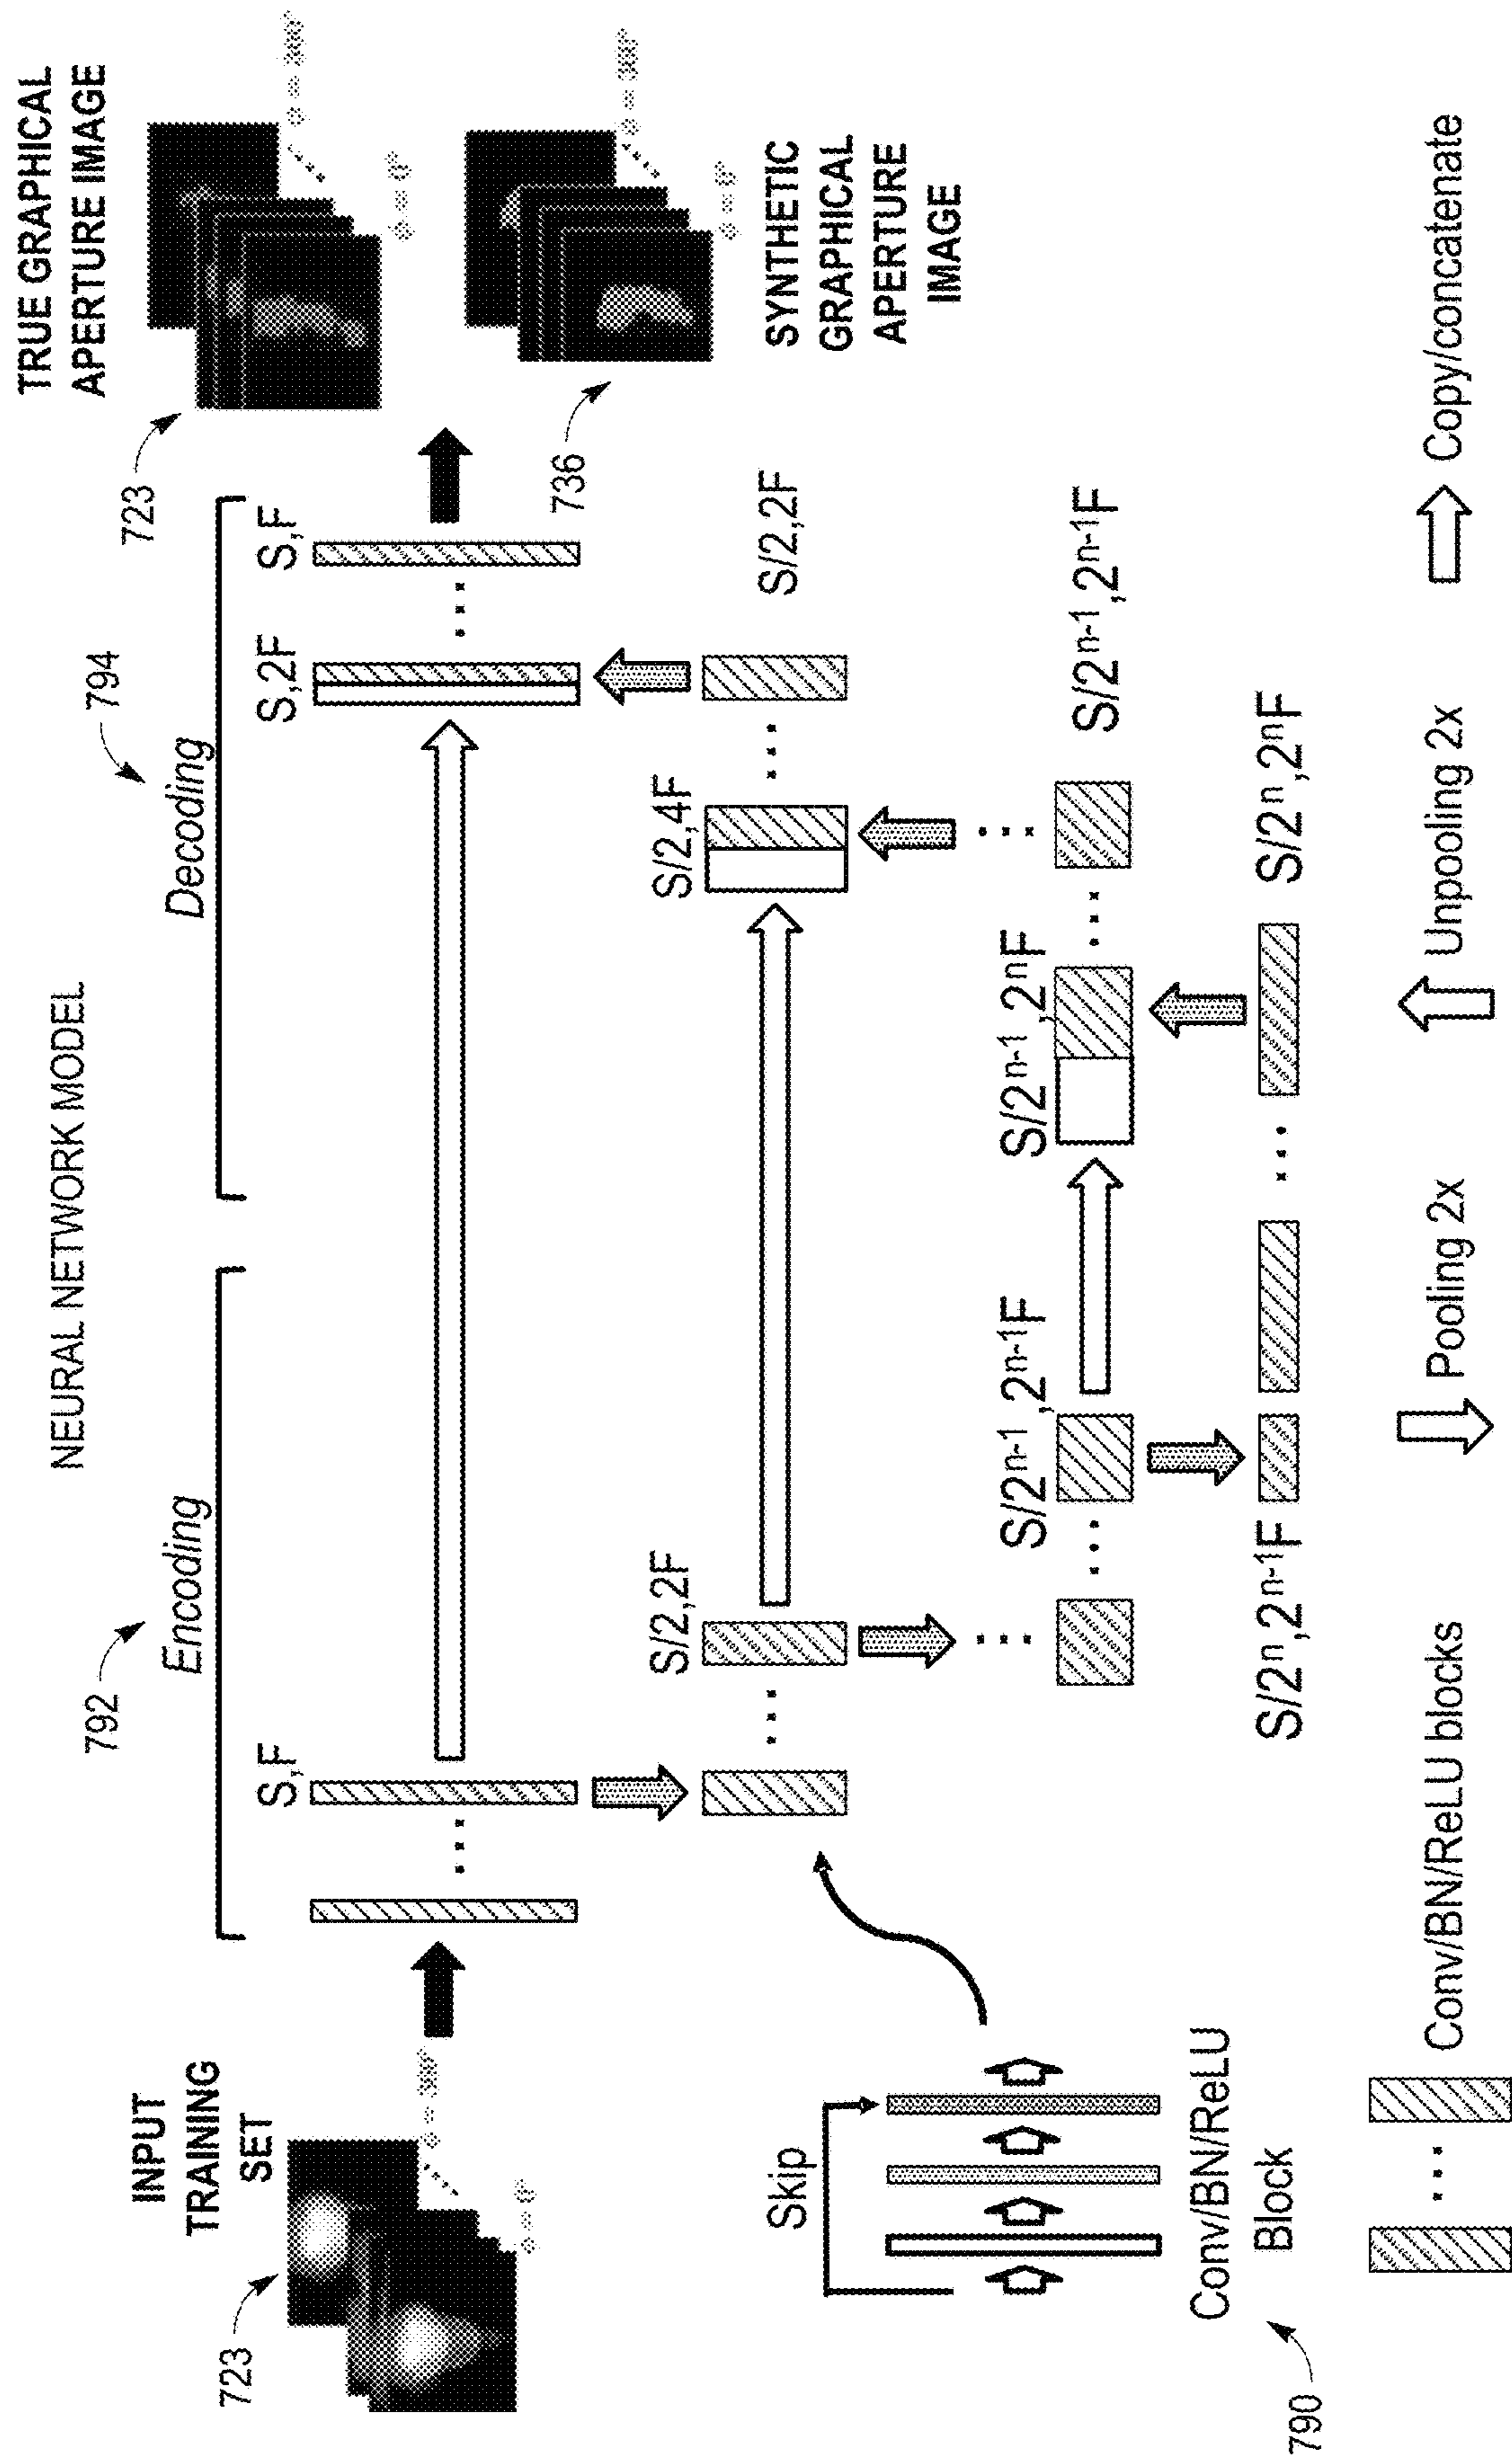 NEURAL NETWORK MODEL
792
794
Encoding
Decoding
INPUT
TRAINING
SET
723
S,F
S,2F
S,F
723
TRUE GRAPHICAL
APERTURE IMAGE
736
SYNTHETIC
GRAPHICAL
APERTURE
IMAGE
S/2,2F
S/2,4F
S/2,2F
Skip
Conv/BN/ReLU
Block
790
S/2ⁿ⁻¹,2ⁿ⁻¹F
S/2ⁿ⁻¹,2ⁿF
S/2ⁿ⁻¹,2ⁿ⁻¹F
S/2ⁿ,2ⁿ⁻¹F
S/2ⁿ,2ⁿF
Conv/BN/ReLU blocks
Pooling 2x
Unpooling 2x
Copy/concatenate